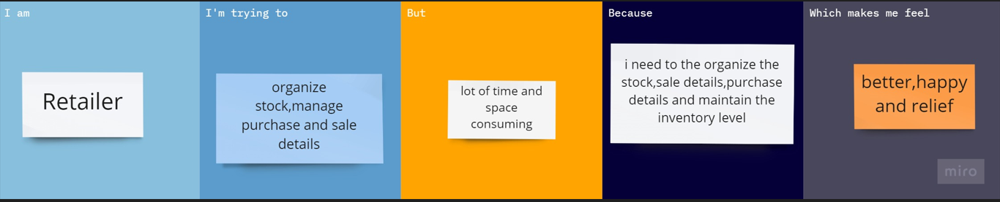 I am
Retailer
I'm trying to
organize
stock,manage
purchase and sale
details
But
lot of time and
space
consuming
Because
i need to the organize the
stock,sale details,purchase
details and maintain the
inventory level
Which makes me feel
better,happy
and relief
miro